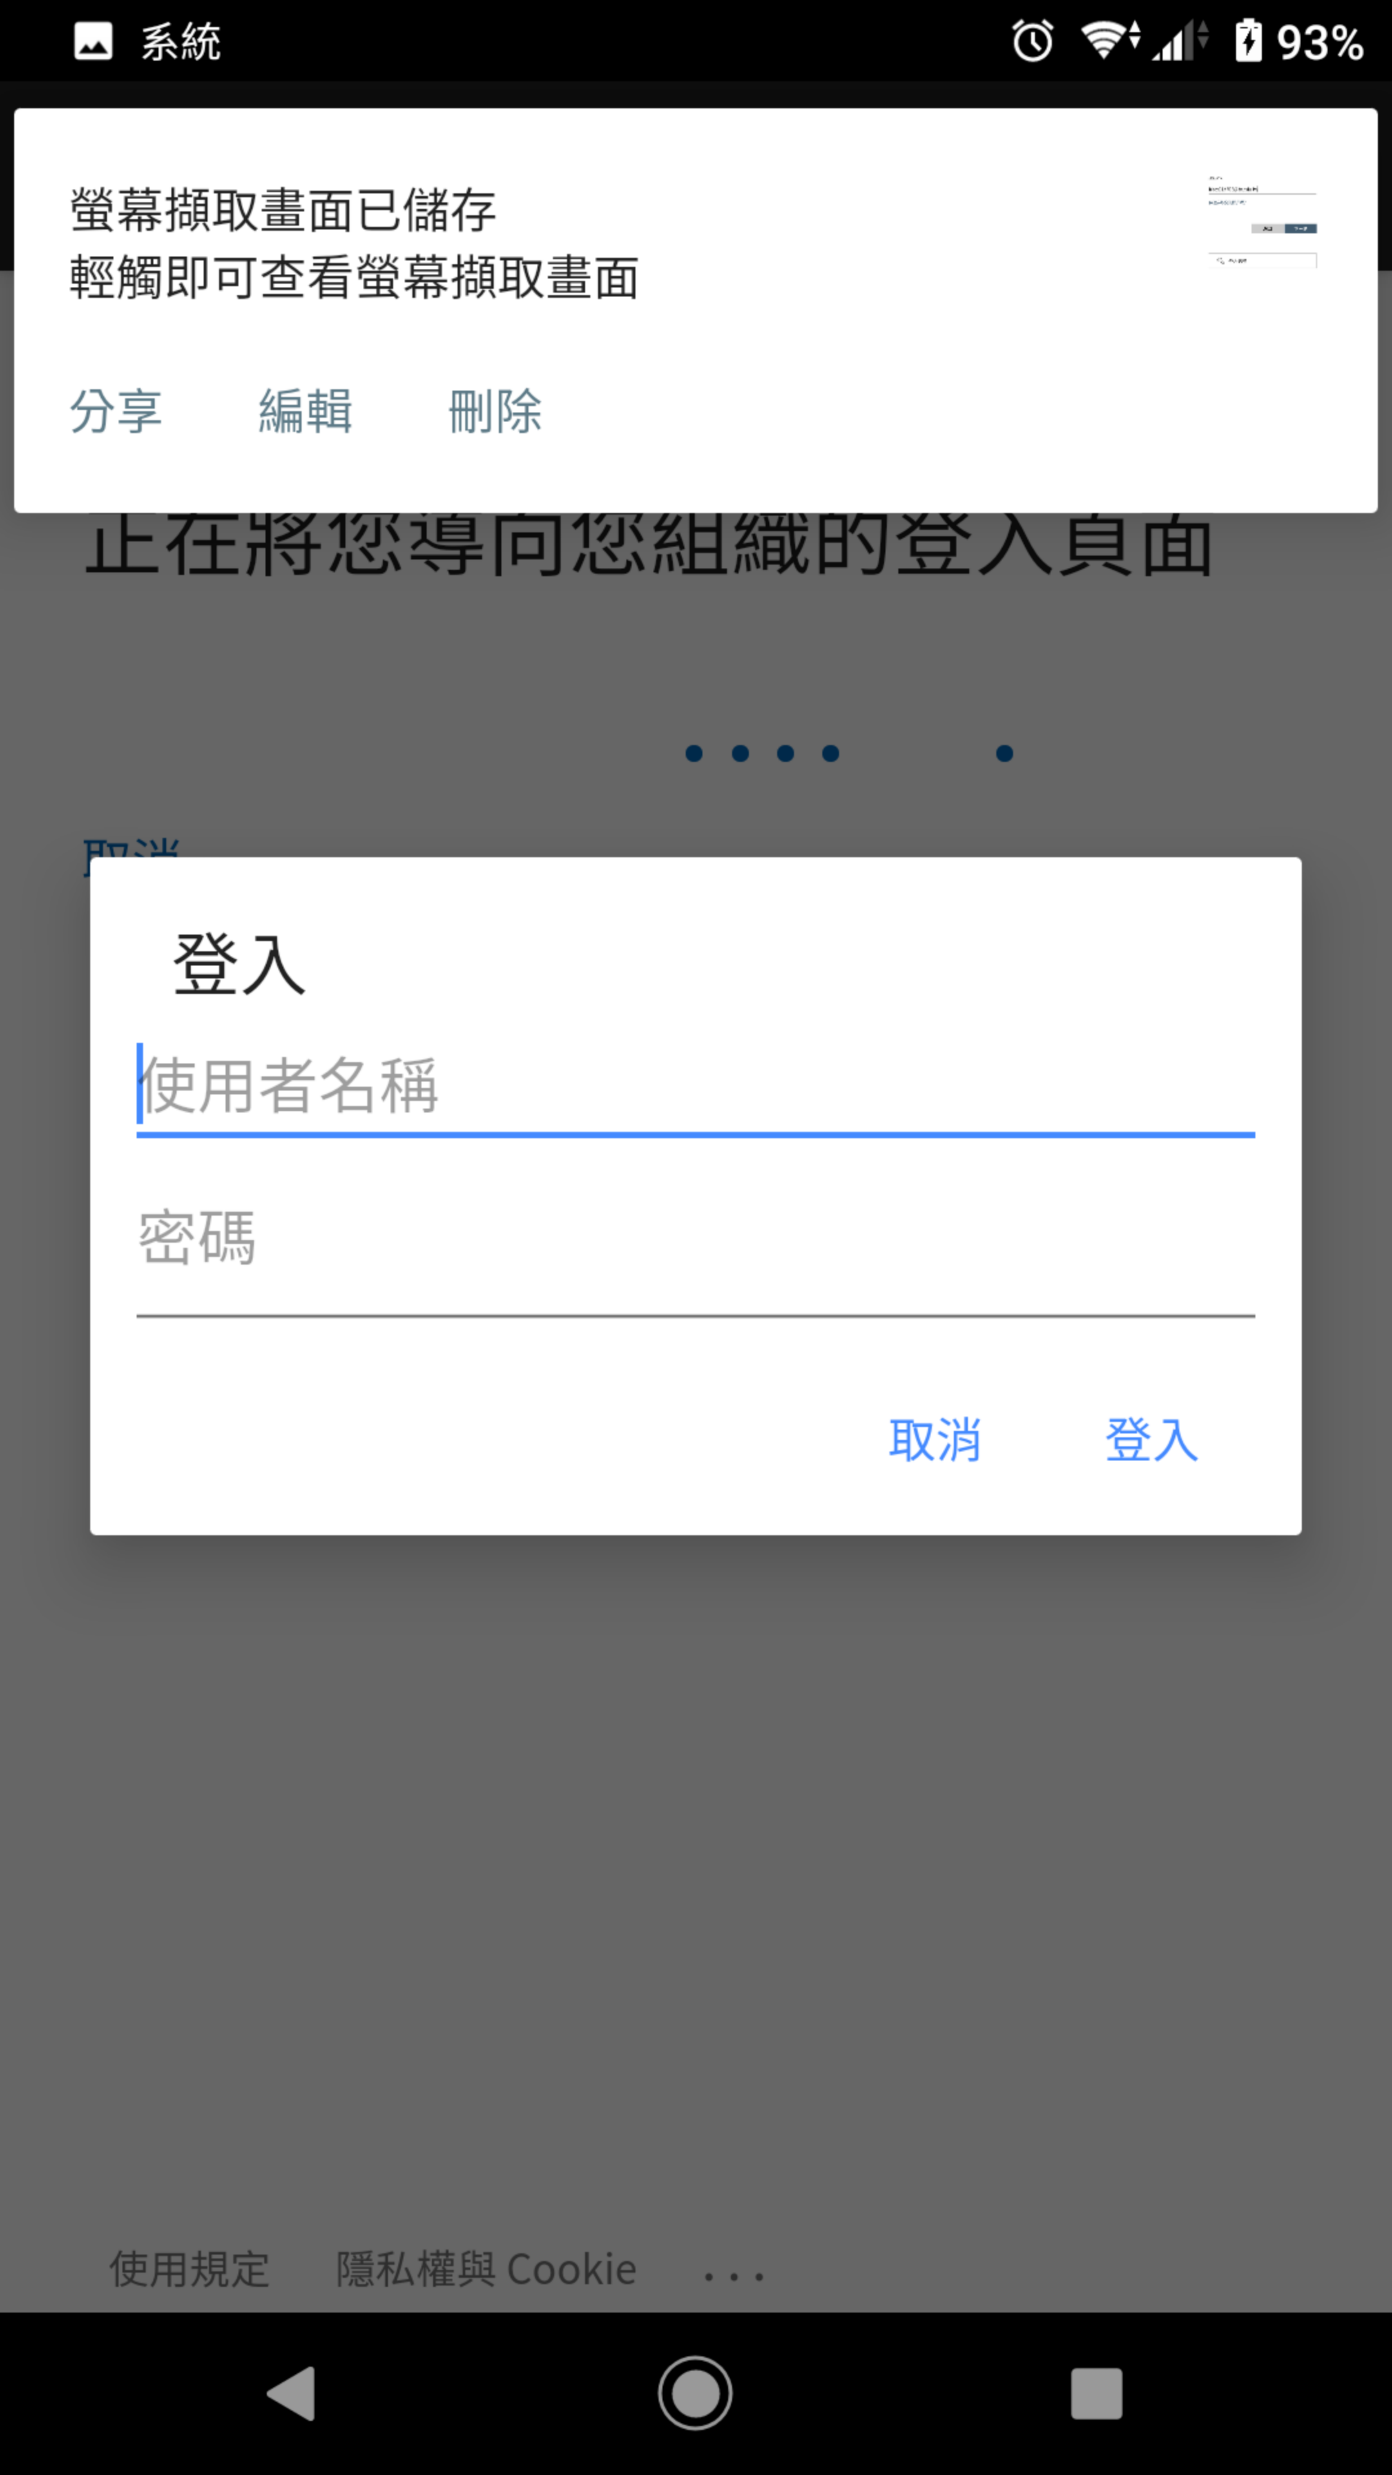 系統
93%
螢幕擷取畫面已儲存
輕觸即可查看螢幕擷取畫面
分享 編輯 刪除
正在將您導向您組織的登入頁面
取消
登入
使用者名稱
密碼
取消 登入
使用規定 隱私權與 Cookie ...